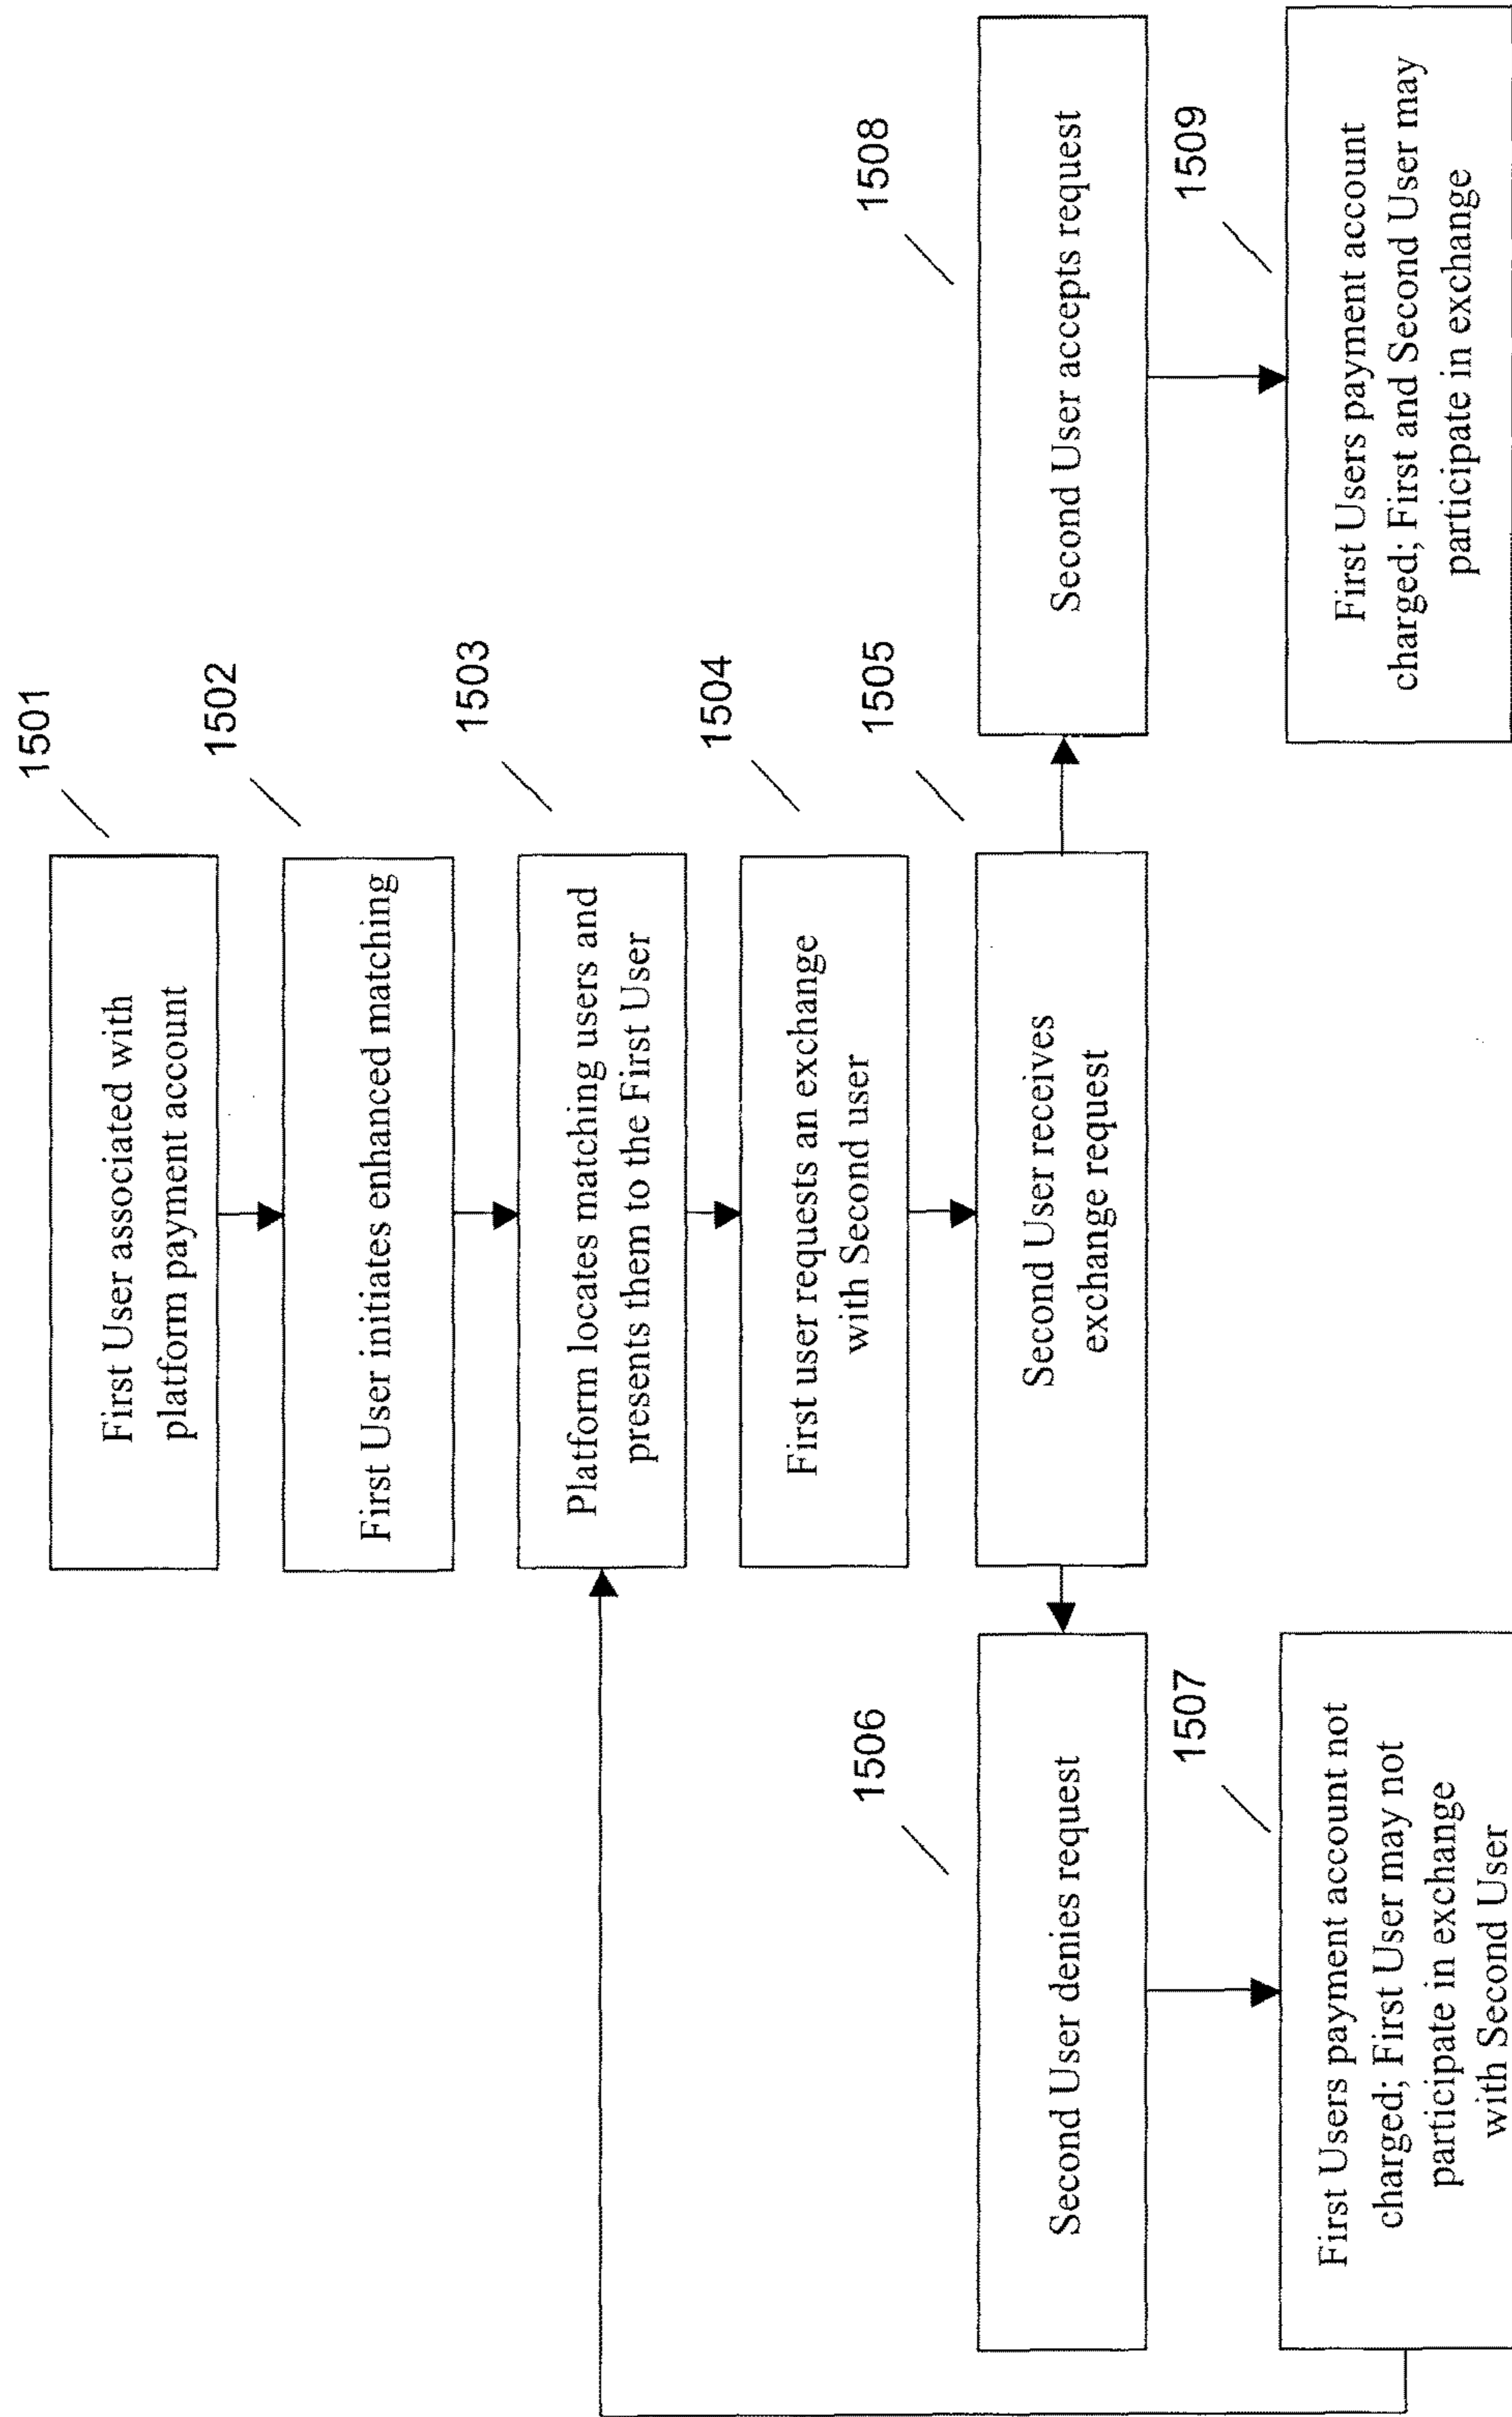 1501
First User associated with
platform payment account
1502
First User initiates enhanced matching
1503
Platform locates matching users and
presents them to the First User
1504
First user requests an exchange
with Second user
1505
Second User receives
exchange request
1506
Second User denies request
1507
First Users payment account not
charged; First User may not
participate in exchange
with Second User
1508
Second User accepts request
1509
First Users payment account
charged; First and Second User may
participate in exchange